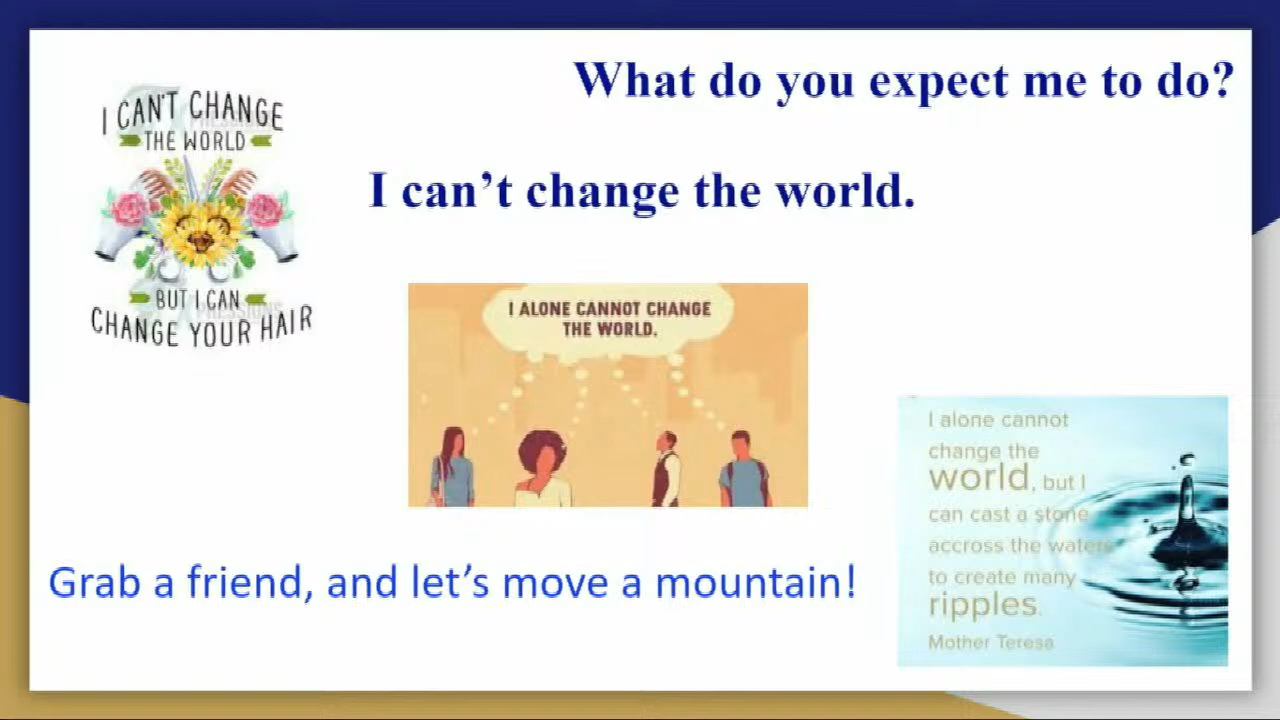 What do you expect me to do?
I can’t change the world.
I CAN'T CHANGE
THE WORLD
BUT I CAN
CHANGE YOUR HAIR
I ALONE CANNOT CHANGE
THE WORLD.
I alone cannot
change the
world, but I
can cast a stone
accross the waters
to create many
ripples.
Mother Teresa
Grab a friend, and let’s move a mountain!